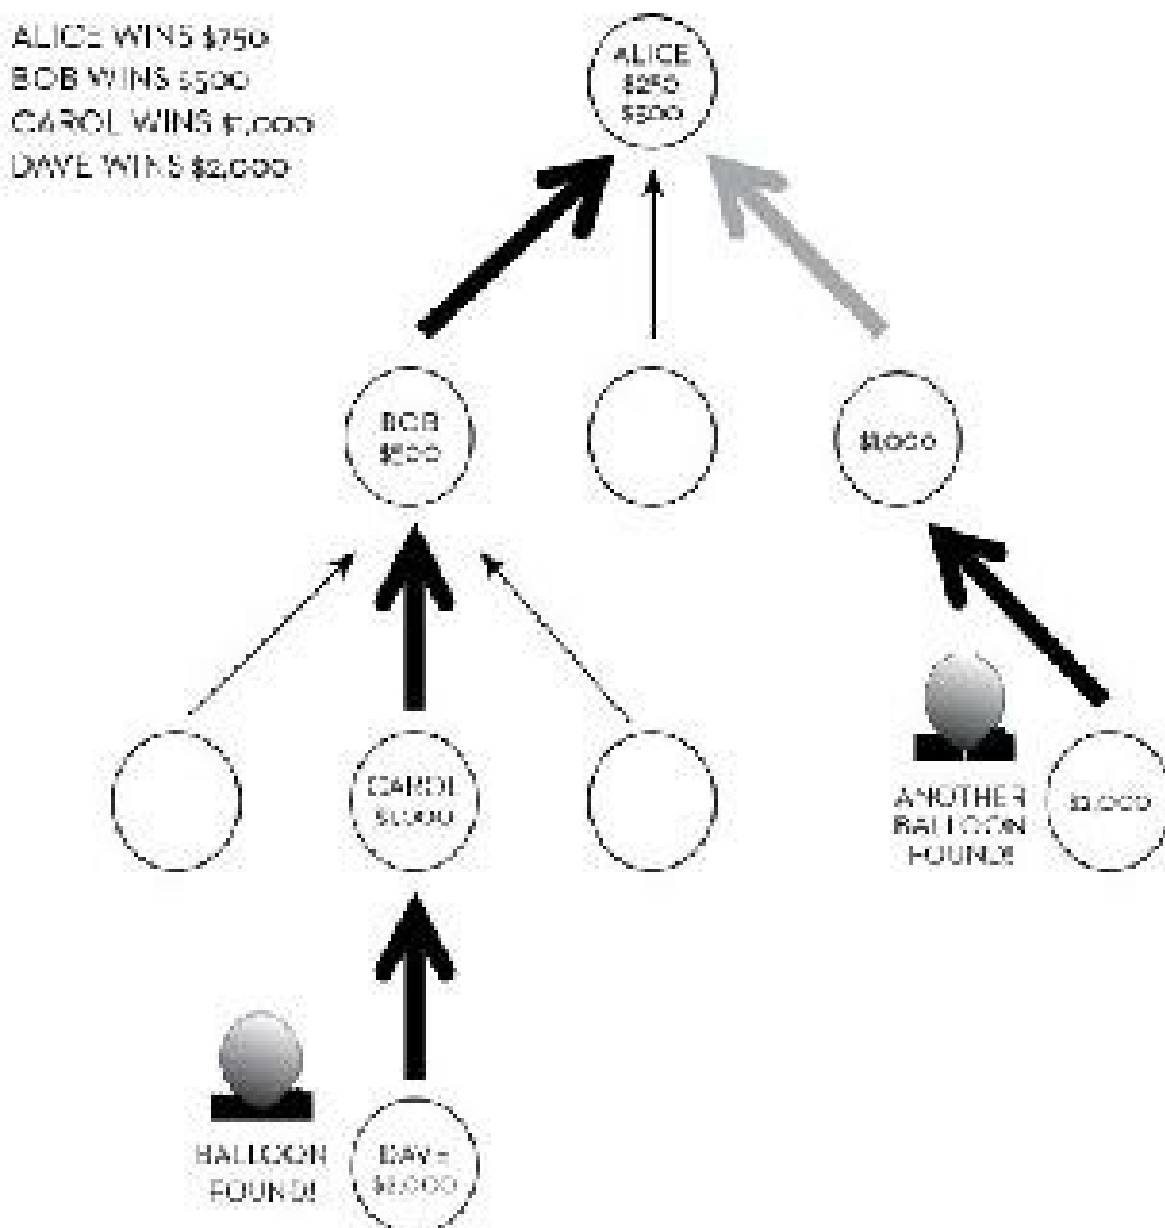 ALICE WINS $750
BOB WINS $500
CAROL WINS $1,000
DAVE WINS $2,000
ALICE
$250
$500
BOB
$500
$1,000
CAROL
$1,000
ANOTHER
BALLOON
FOUND!
$2,000
BALLOON
FOUND!
DAVE
$2,000